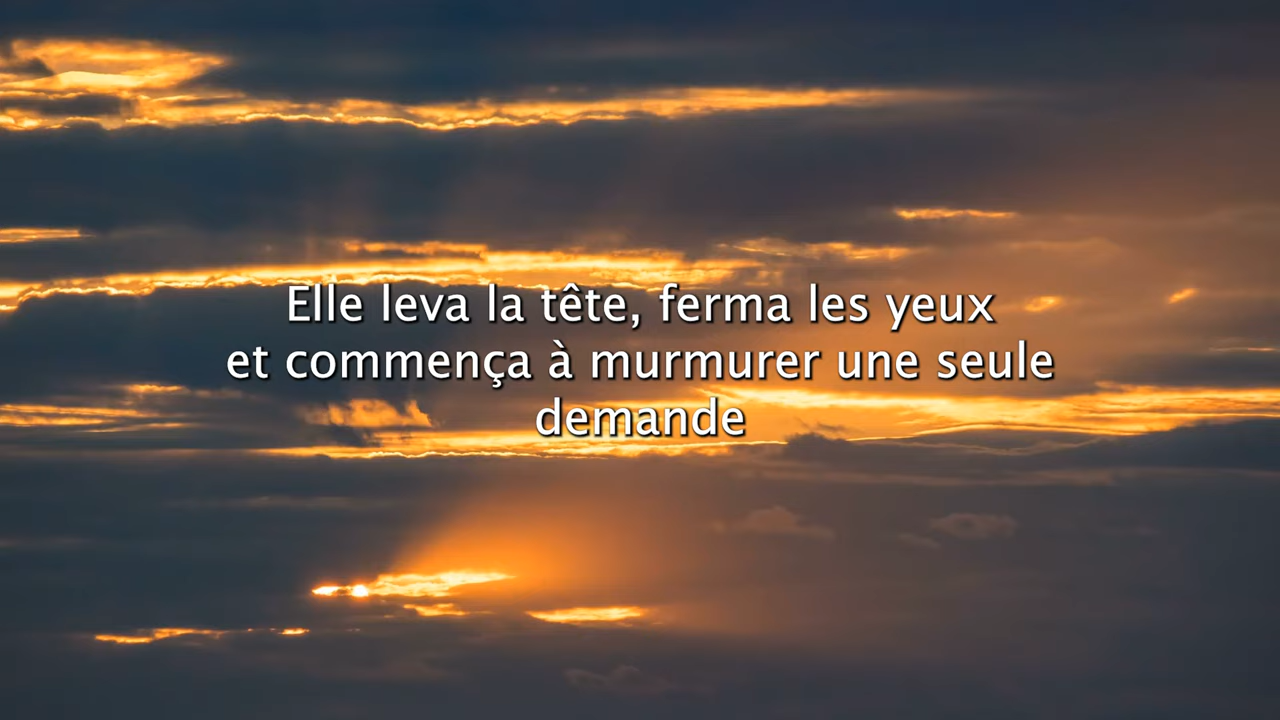 Elle leva la tête, ferma les yeux
et commença à murmurer une seule
demande